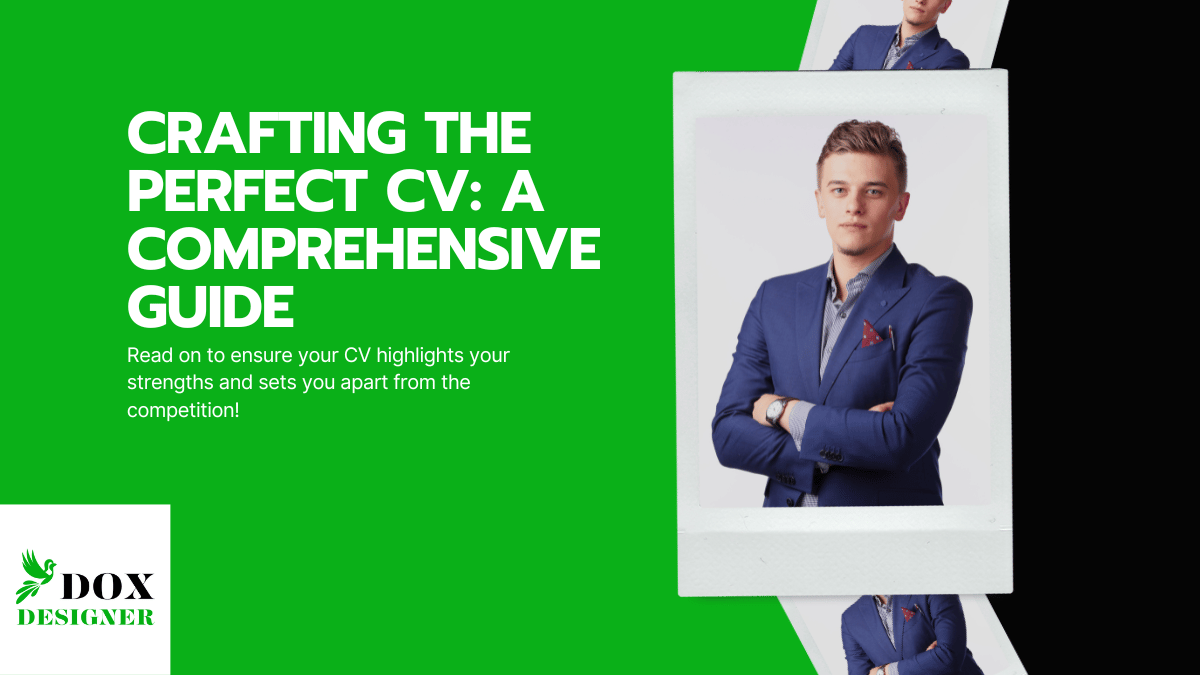 CRAFTING THE
PERFECT CV: A
COMPREHENSIVE
GUIDE
Read on to ensure your CV highlights your
strengths and sets you apart from the
competition!
DOX
DESIGNER